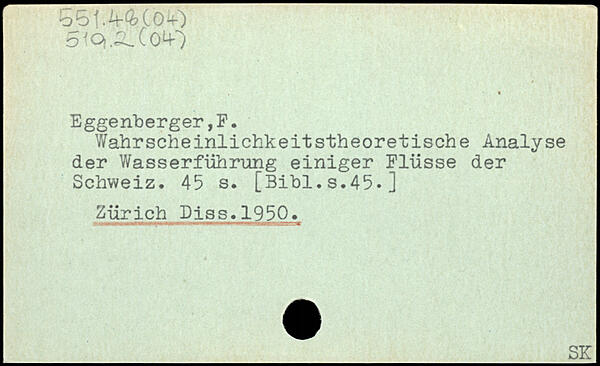 551.48(04)
519.2(04)
Eggenberger,F.
Wahrscheinlichkeitstheoretische Analyse
der Wasserführung einiger Flüsse der
Schweiz. 45 s. [Bibl.s.45.]
Zürich Diss.1950.
SK